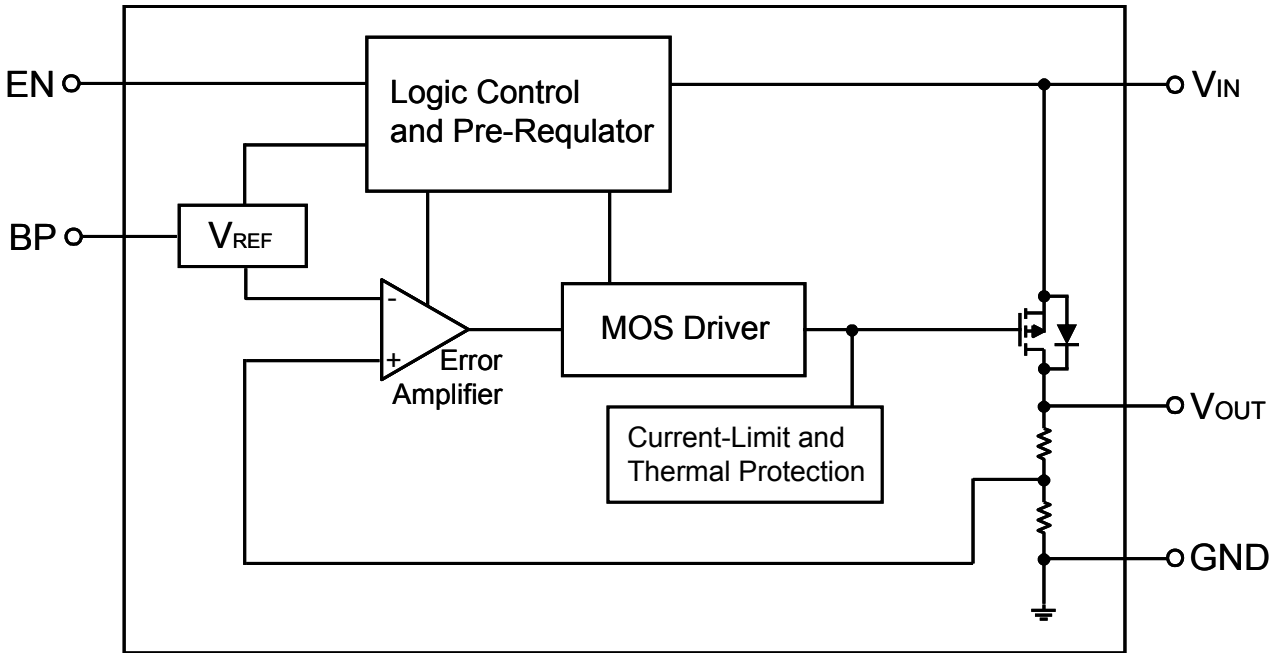 EN
Logic Control
and Pre-Requlator
VIN
BP
VREF
-
+
Error
Amplifier
MOS Driver
Current-Limit and
Thermal Protection
VOUT
GND